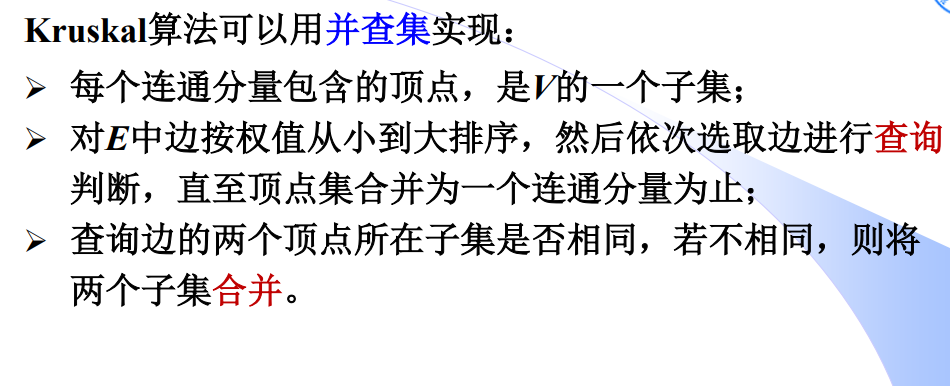 Kruskal算法可以用并查集实现：
➢ 每个连通分量包含的顶点，是V的一个子集；
➢ 对E中边按权值从小到大排序，然后依次选取边进行查询
判断，直至顶点集合并为一个连通分量为止；
➢ 查询边的两个顶点所在子集是否相同，若不相同，则将
两个子集合并。